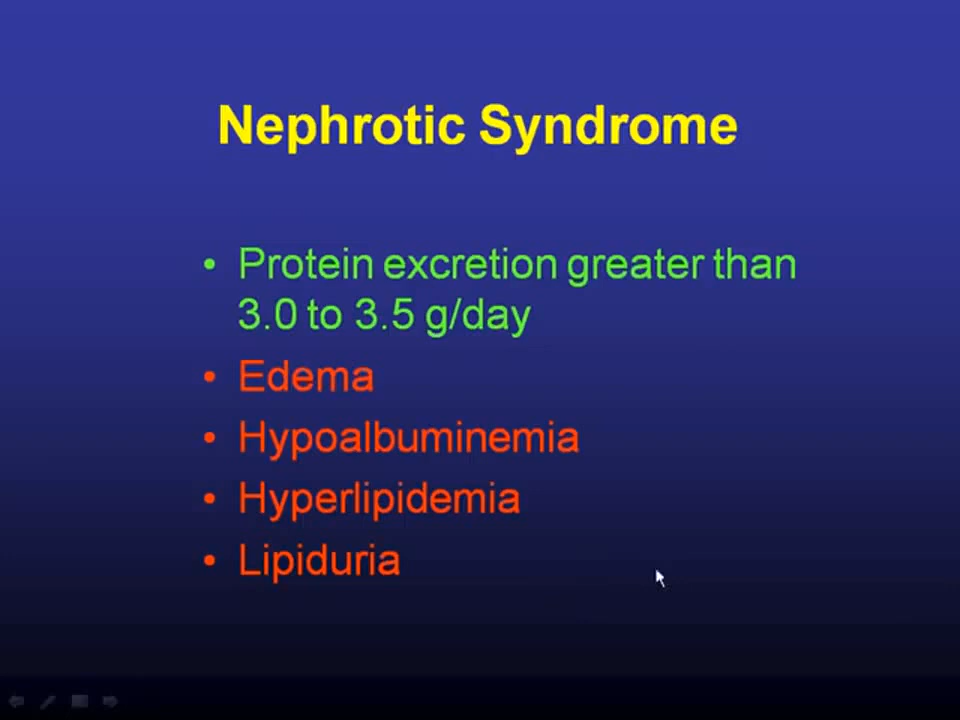 Nephrotic Syndrome
• Protein excretion greater than
3.0 to 3.5 g/day
• Edema
• Hypoalbuminemia
• Hyperlipidemia
• Lipiduria